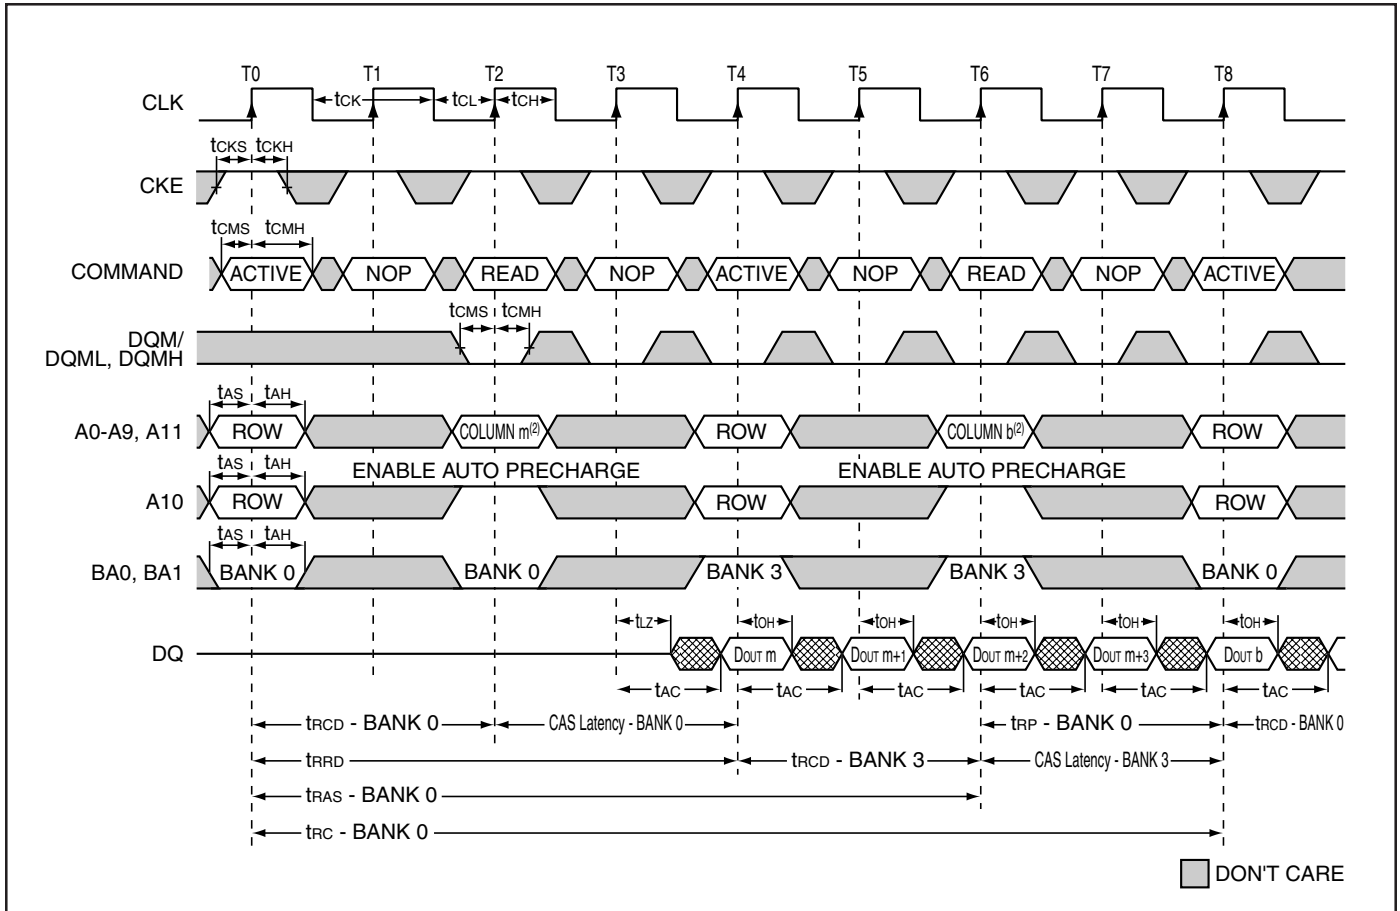 T0 T1 T2 T3 T4 T5 T6 T7 T8
CLK tCK tCL tCH
tCKS tCKH
CKE
tCMS tCMH
COMMAND ACTIVE NOP READ NOP ACTIVE NOP READ NOP ACTIVE
tCMS tCMH
DQM/
DQML, DQMH
tAS tAH
A0-A9, A11 ROW COLUMN m(2) ROW COLUMN b(2) ROW
tAS tAH ENABLE AUTO PRECHARGE ENABLE AUTO PRECHARGE
A10 ROW ROW ROW
tAS tAH
BA0, BA1 BANK 0 BANK 0 BANK 3 BANK 3 BANK 0
tLZ tOH tOH tOH tOH tOH
DQ DOUT m DOUT m+1 DOUT m+2 DOUT m+3 DOUT b
tAC tAC tAC tAC tAC tAC
tRCD - BANK 0 CAS Latency - BANK 0 tRP - BANK 0 tRCD - BANK 0
tRRD tRCD - BANK 3 CAS Latency - BANK 3
tRAS - BANK 0
tRC - BANK 0
DON'T CARE